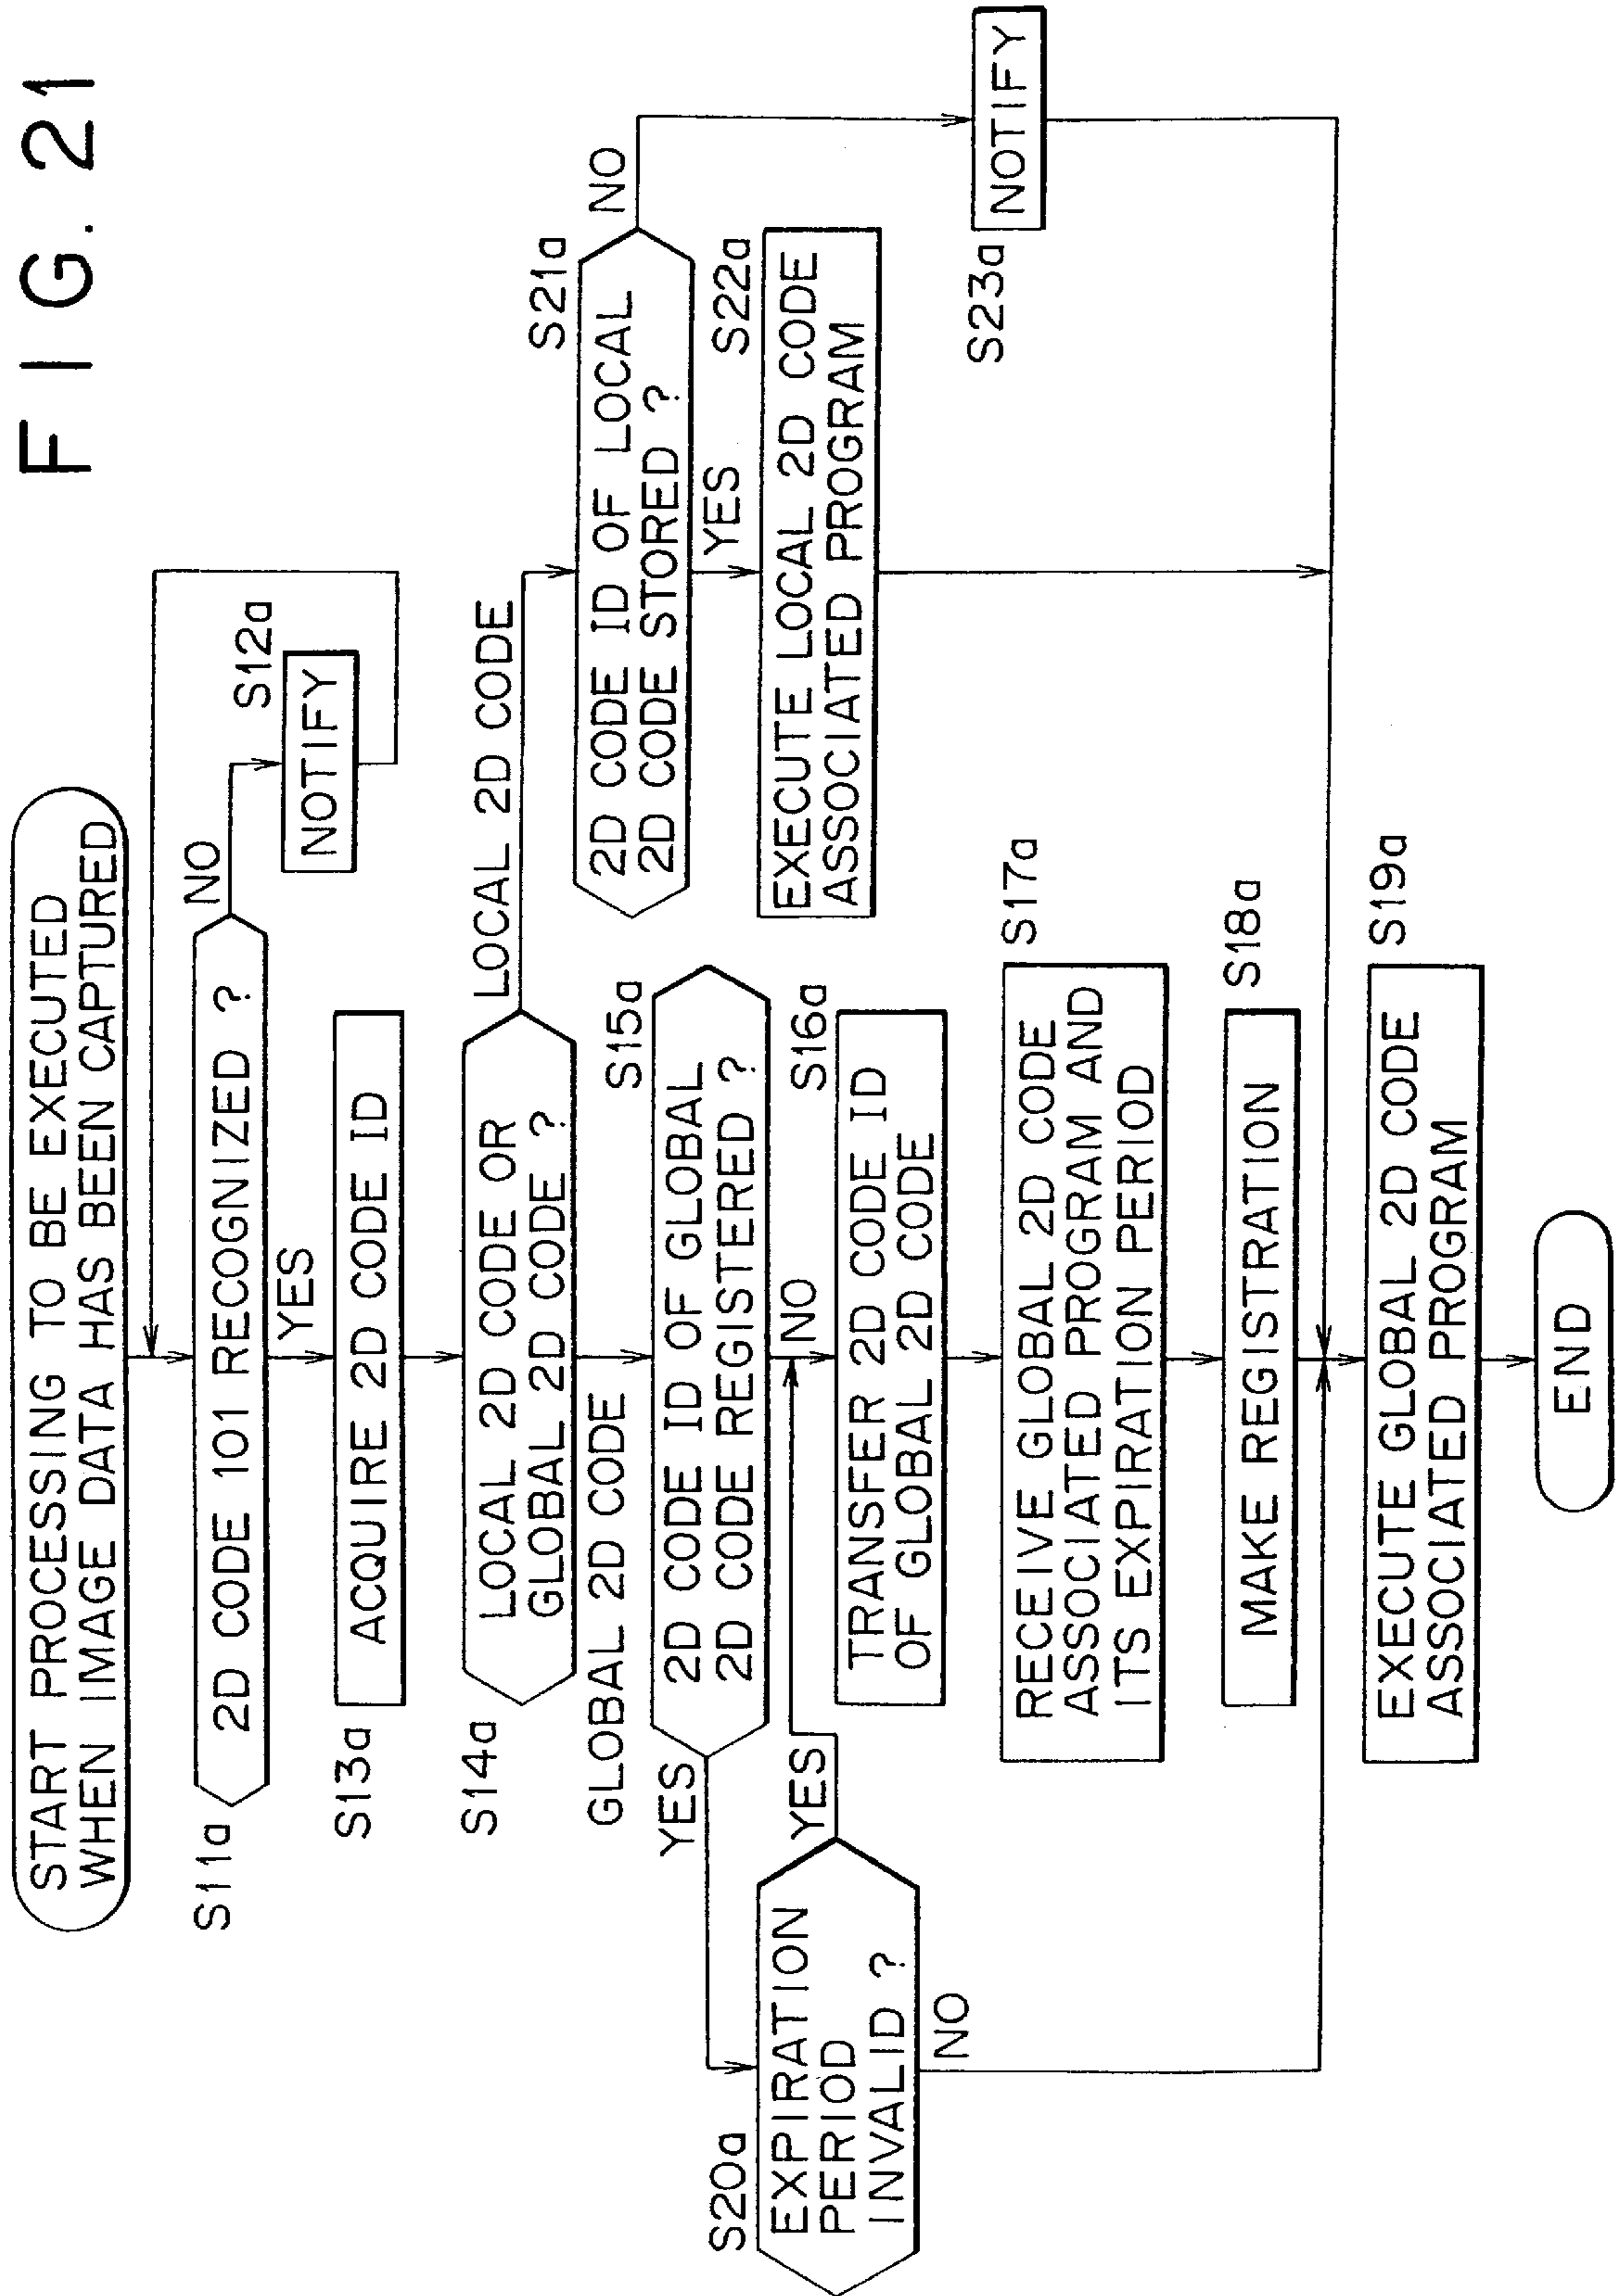 FIG. 21
START PROCESSING TO BE EXECUTED
WHEN IMAGE DATA HAS BEEN CAPTURED
S11a
2D CODE 101 RECOGNIZED ?
NO
S12a
NOTIFY
YES
S13a
ACQUIRE 2D CODE ID
S14a
LOCAL 2D CODE OR
GLOBAL 2D CODE ?
LOCAL 2D CODE
GLOBAL 2D CODE
S15a
2D CODE ID OF GLOBAL
2D CODE REGISTERED ?
YES
NO
S20a
EXPIRATION
PERIOD
INVALID ?
YES
NO
S16a
TRANSFER 2D CODE ID
OF GLOBAL 2D CODE
S17a
RECEIVE GLOBAL 2D CODE
ASSOCIATED PROGRAM AND
ITS EXPIRATION PERIOD
S18a
MAKE REGISTRATION
S21a
2D CODE ID OF LOCAL
2D CODE STORED ?
NO
YES
S22a
EXECUTE LOCAL 2D CODE
ASSOCIATED PROGRAM
S23a
NOTIFY
S19a
EXECUTE GLOBAL 2D CODE
ASSOCIATED PROGRAM
END